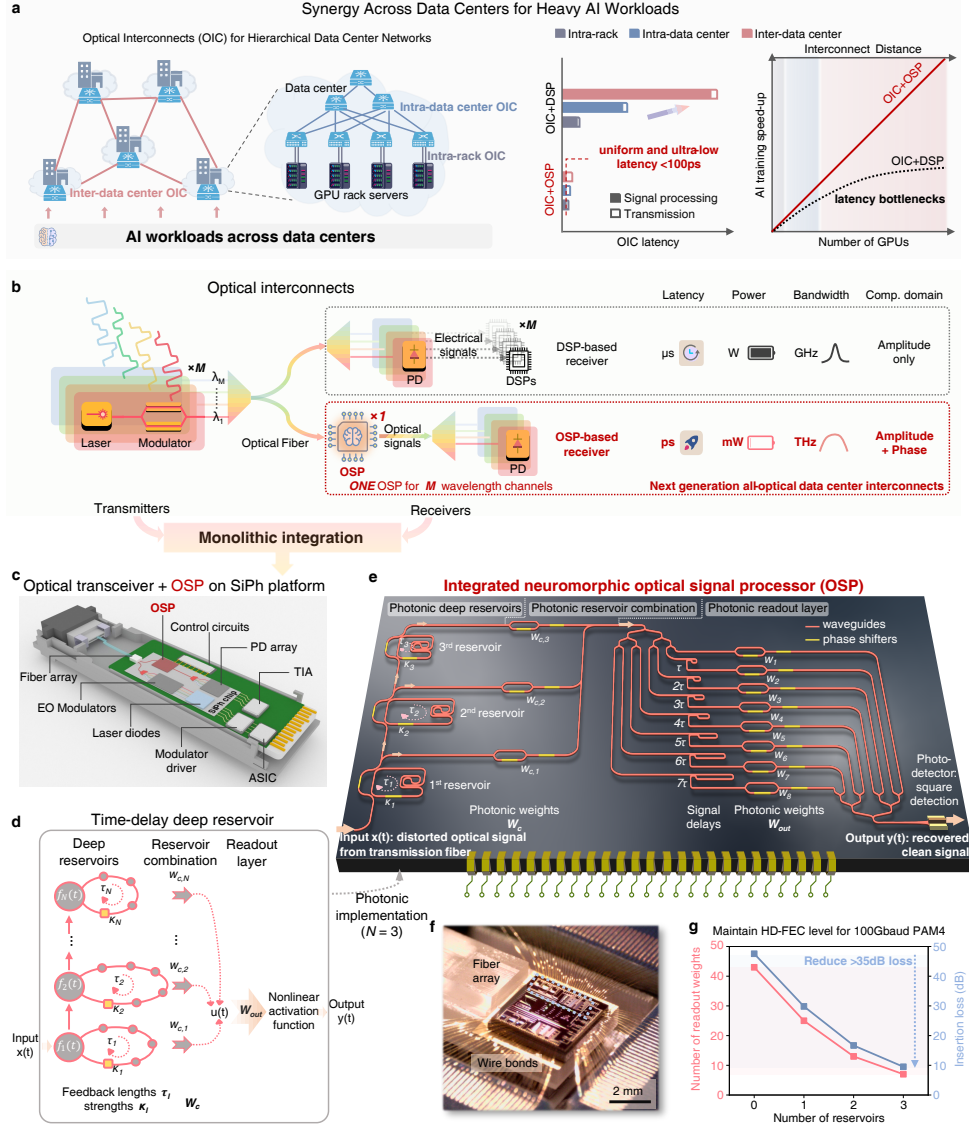 a
Synergy Across Data Centers for Heavy AI Workloads
Optical Interconnects (OIC) for Hierarchical Data Center Networks
Data center
Intra-data center OIC
Intra-rack OIC
GPU rack servers
Inter-data center OIC
AI workloads across data centers
Intra-rack
Intra-data center
Inter-data center
OIC+DSP
OIC+OSP
uniform and ultra-low
latency <100ps
Signal processing
Transmission
OIC latency
Interconnect Distance
AI training speed-up
OIC+OSP
OIC+DSP
latency bottlenecks
Number of GPUs
b
Optical interconnects
×M
λM
λ1
Laser
Modulator
Optical Fiber
PD
Electrical
signals
×M
DSPs
DSP-based
receiver
Latency
Power
Bandwidth
Comp. domain
μs
W
GHz
Amplitude
only
×1
OSP
Optical
signals
PD
OSP-based
receiver
ps
mW
THz
Amplitude
+ Phase
ONE OSP for M wavelength channels
Next generation all-optical data center interconnects
Transmitters
Receivers
Monolithic integration
c
Optical transceiver + OSP on SiPh platform
OSP
Control circuits
PD array
TIA
Fiber array
EO Modulators
SiPh chip
Laser diodes
Modulator
driver
ASIC
e
Integrated neuromorphic optical signal processor (OSP)
Photonic deep reservoirs
Photonic reservoir combination
Photonic readout layer
waveguides
phase shifters
τ3
κ3
3rd reservoir
Wc,3
τ2
κ2
2nd reservoir
Wc,2
τ1
κ1
1st reservoir
Wc,1
τ
2τ
3τ
4τ
5τ
6τ
7τ
W1
W2
W3
W4
W5
W6
W7
W8
Photonic weights
Wc
Signal
delays
Photonic weights
Wout
Photo-
detector:
square
detection
Input x(t): distorted optical signal
from transmission fiber
Output y(t): recovered
clean signal
Photonic
implementation
(N = 3)
d
Time-delay deep reservoir
Deep
reservoirs
Reservoir
combination
Readout
layer
fN(t)
τN
κN
Wc,N
...
...
f2(t)
τ2
κ2
Wc,2
Input
x(t)
f1(t)
τ1
κ1
Wc,1
u(t)
Wout
Nonlinear
activation
function
Output
y(t)
Feedback lengths τi
strengths κi
Wc
f
Fiber
array
Wire bonds
2 mm
g
Maintain HD-FEC level for 100Gbaud PAM4
Reduce >35dB loss
Number of readout weights
50
40
30
20
10
0
Insertion loss (dB)
50
40
30
20
10
0
0
1
2
3
Number of reservoirs